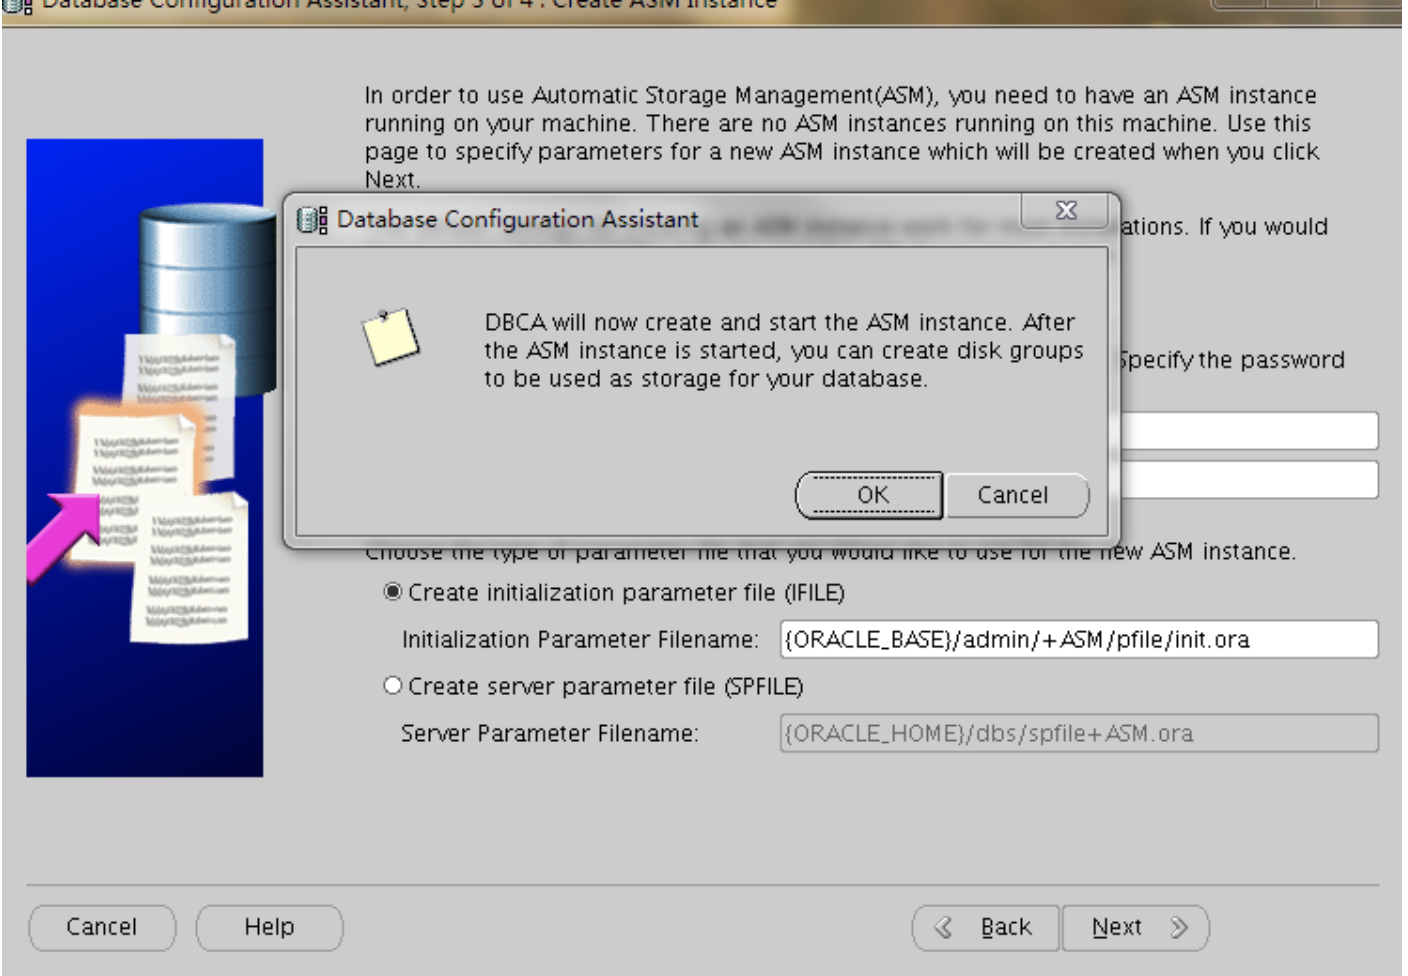 Database Configuration Assistant, Step 3 of 4 : Create ASM Instance
In order to use Automatic Storage Management(ASM), you need to have an ASM instance
running on your machine. There are no ASM instances running on this machine. Use this
page to specify parameters for a new ASM instance which will be created when you click
Next.
Database Configuration Assistant
ations. If you would
DBCA will now create and start the ASM instance. After
the ASM instance is started, you can create disk groups
to be used as storage for your database.
Specify the password
OK
Cancel
Choose the type of parameter file that you would like to use for the new ASM instance.
Create initialization parameter file (IFILE)
Initialization Parameter Filename: {ORACLE_BASE}/admin/+ASM/pfile/init.ora
Create server parameter file (SPFILE)
Server Parameter Filename: {ORACLE_HOME}/dbs/spfile+ASM.ora
Cancel
Help
Back
Next